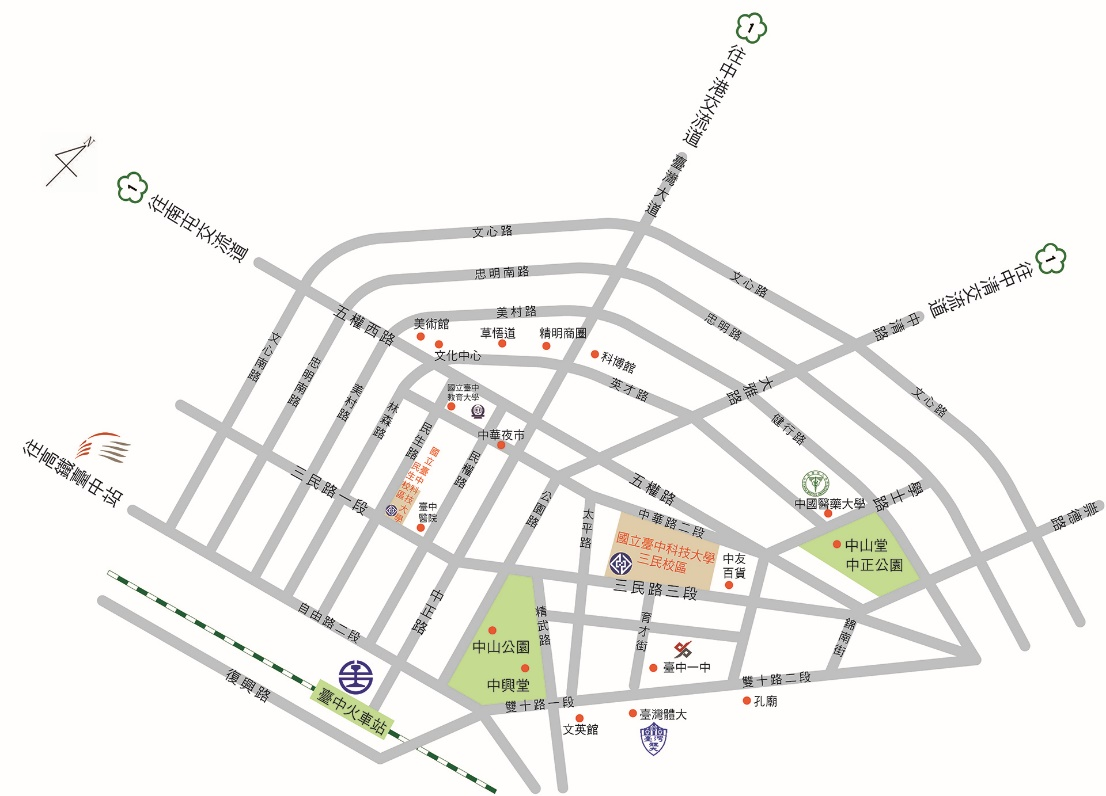 1
往中港交流道
臺灣大道
N
1
往南屯交流道
文心路
文心路
1
往中清交流道
中清路
忠明南路
忠明路
美村路
五權西路
美術館
草悟道
精明商圈
文化中心
科博館
文心南路
忠明南路
美村路
林森路
英才路
大雅路
文心路
健行路
國立臺中
教育大學
民生路
中華夜市
民權路
國立臺中科技大學
民生校區
臺中
醫院
往高鐵臺中站
三民路一段
公園路
太平路
五權路
中華路二段
國立臺中科技大學
三民校區
中友
百貨
三民路三段
中國醫藥大學
學士路
中山堂
中正公園
崇德路
自由路二段
中正路
精武路
育才街
錦南街
中山公園
中興堂
臺中一中
雙十路一段
雙十路二段
孔廟
文英館
臺灣體大
臺灣
體大
復興路
臺中火車站